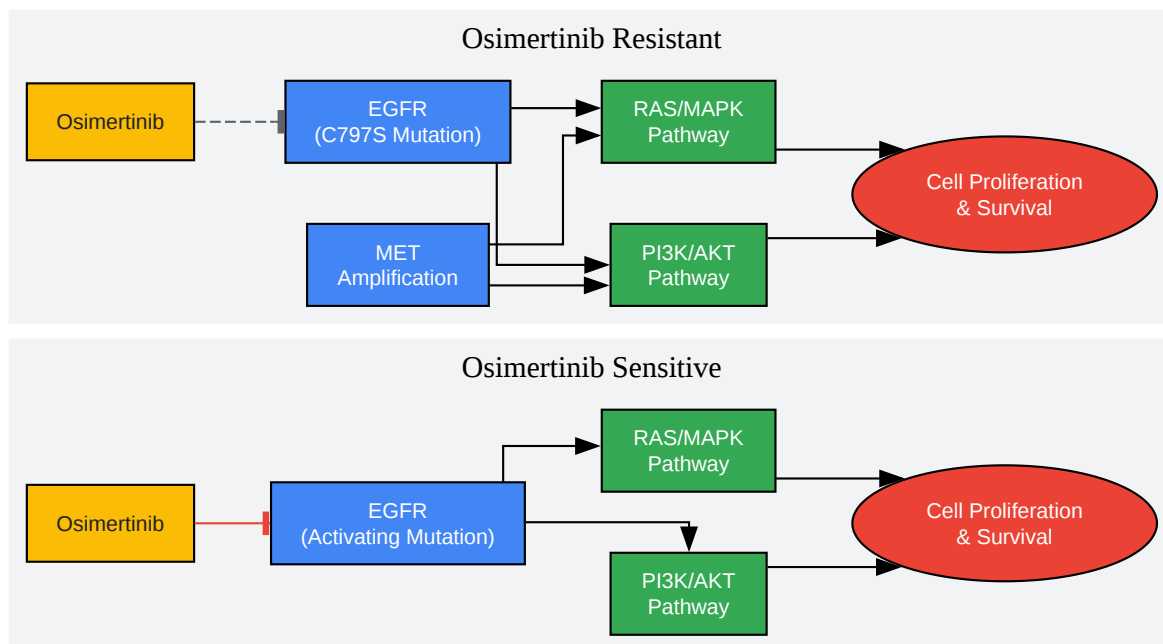 Osimertinib Resistant
Osimertinib
EGFR
(C797S Mutation)
RAS/MAPK
Pathway
Cell Proliferation
& Survival
MET
Amplification
PI3K/AKT
Pathway
Osimertinib Sensitive
Osimertinib
EGFR
(Activating Mutation)
RAS/MAPK
Pathway
Cell Proliferation
& Survival
PI3K/AKT
Pathway